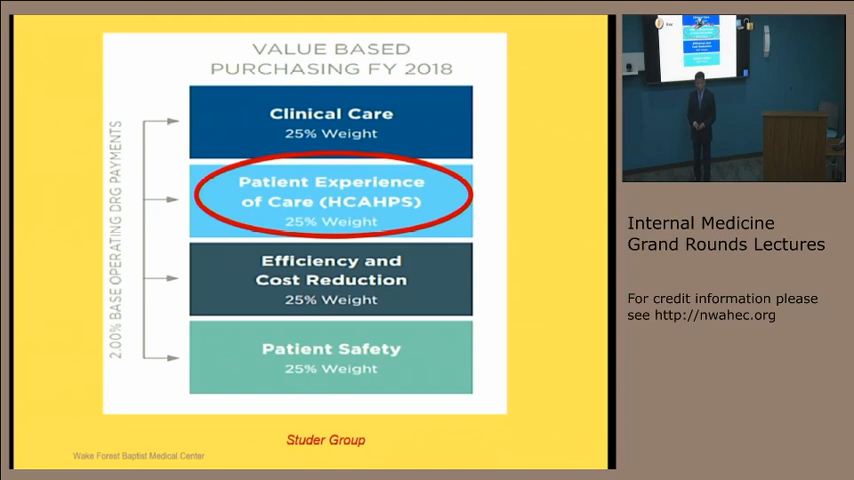 VALUE BASED
PURCHASING FY 2018
2.00% BASE OPERATING DRG PAYMENTS
Clinical Care
25% Weight
Patient Experience
of Care (HCAHPS)
25% Weight
Efficiency and
Cost Reduction
25% Weight
Patient Safety
25% Weight
Studer Group
Wake Forest Baptist Medical Center
Internal Medicine
Grand Rounds Lectures
For credit information please
see http://nwahec.org